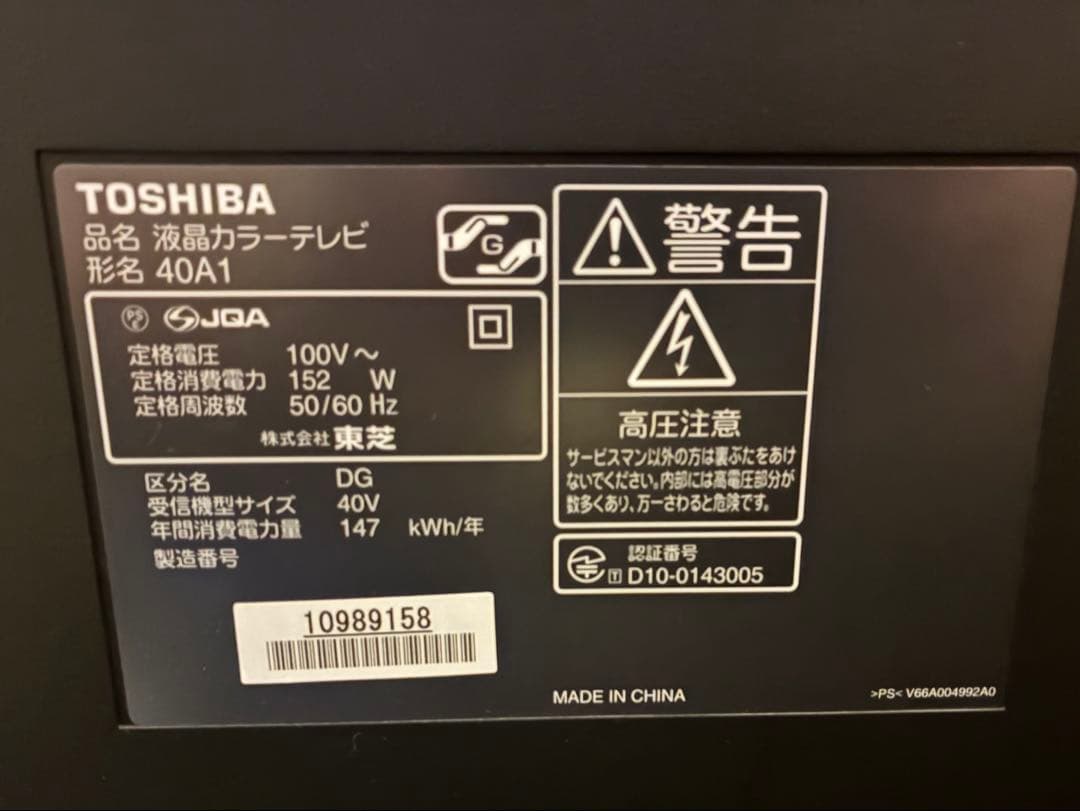 TOSHIBA
品名 液晶カラーテレビ
形名 40A1
G
PS
E
JQA
定格電圧 100V～
定格消費電力 152 W
定格周波数 50/60 Hz
株式会社 東芝
区分名 DG
受信機型サイズ 40V
年間消費電力量 147 kWh/年
製造番号
10989158
警告
高圧注意
サービスマン以外の方は裏ぶたをあけ
ないでください。内部には高電圧部分が
数多くあり、万一さわると危険です。
認証番号
T D10-0143005
MADE IN CHINA
>PS< V66A004992A0